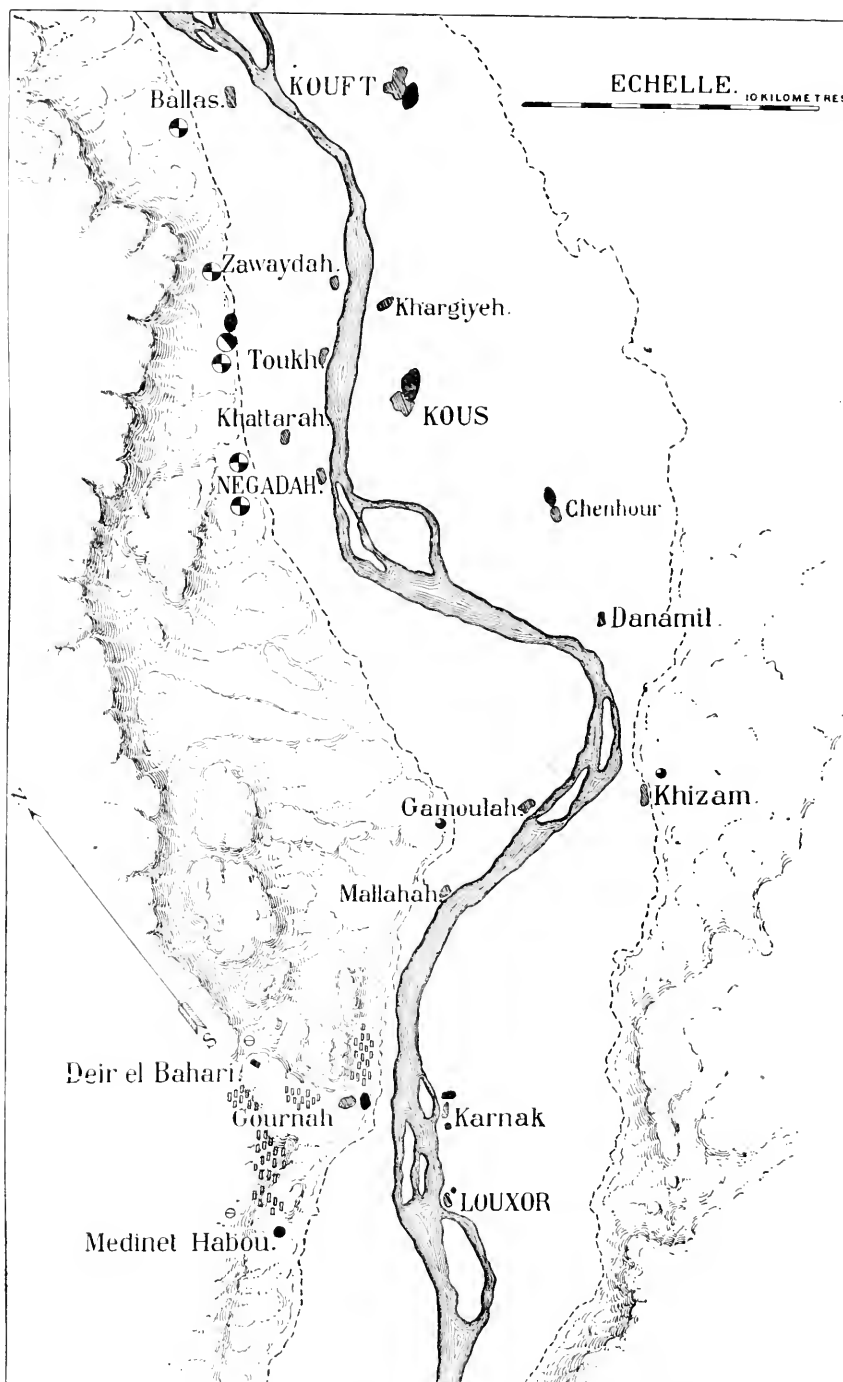 KOUFT
ECHELLE.
10 KILOMETRES
Ballas.
Zawaydah.
Khargiyeh.
Toukh.
KOUS
Khattarah.
NEGADAH.
Chenhour
Danamil
Gamoulah.
Khizam.
Mallahah.
S
Deir el Bahari.
Gournah
Karnak
LOUXOR
Medinet Habou.